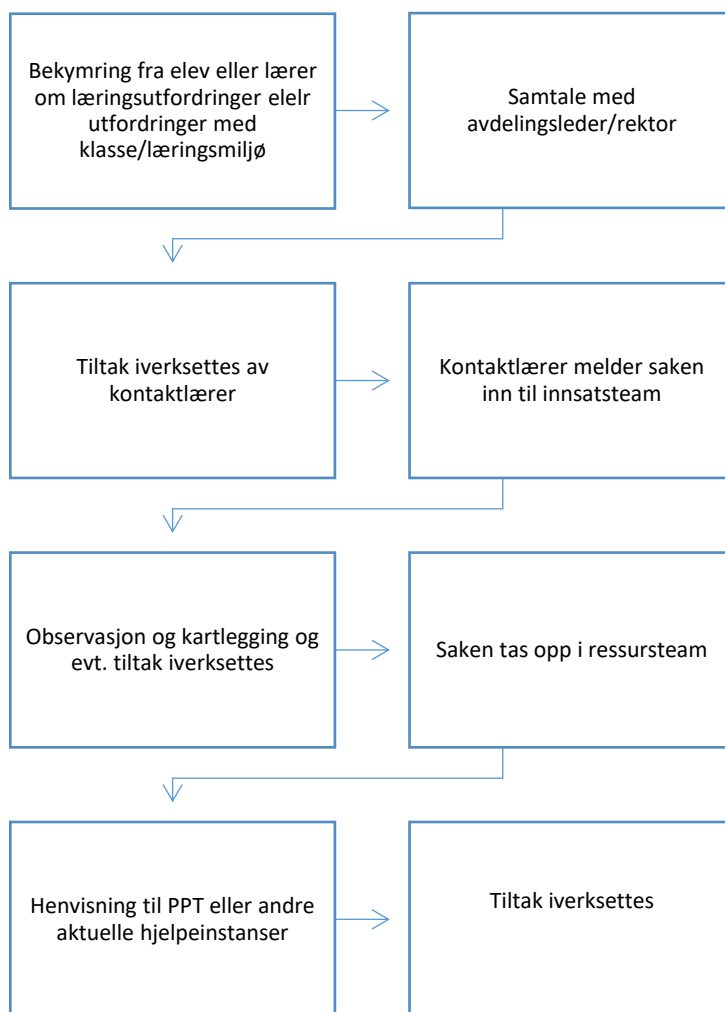 Bekymring fra elev eller lærer
om læringsutfordringer elelr
utfordringer med
klasse/læringsmiljø
Samtale med
avdelingsleder/rektor
Tiltak iverksettes av
kontaktlærer
Kontaktlærer melder saken
inn til innsatsteam
Observasjon og kartlegging og
evt. tiltak iverksettes
Saken tas opp i ressursteam
Henvisning til PPT eller andre
aktuelle hjelpeinstanser
Tiltak iverksettes